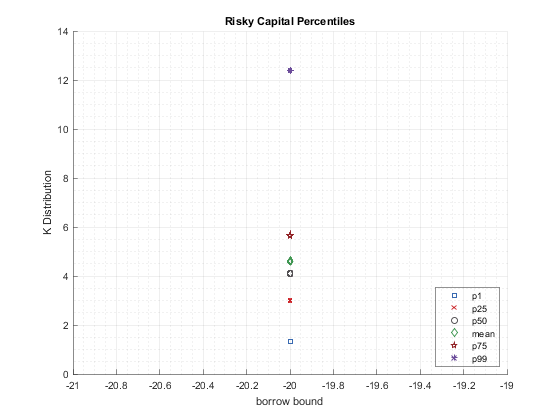 Risky Capital Percentiles
14
12
10
8
6
4
2
0
K Distribution
-21 -20.8 -20.6 -20.4 -20.2 -20 -19.8 -19.6 -19.4 -19.2 -19
borrow bound
p1
p25
p50
mean
p75
p99